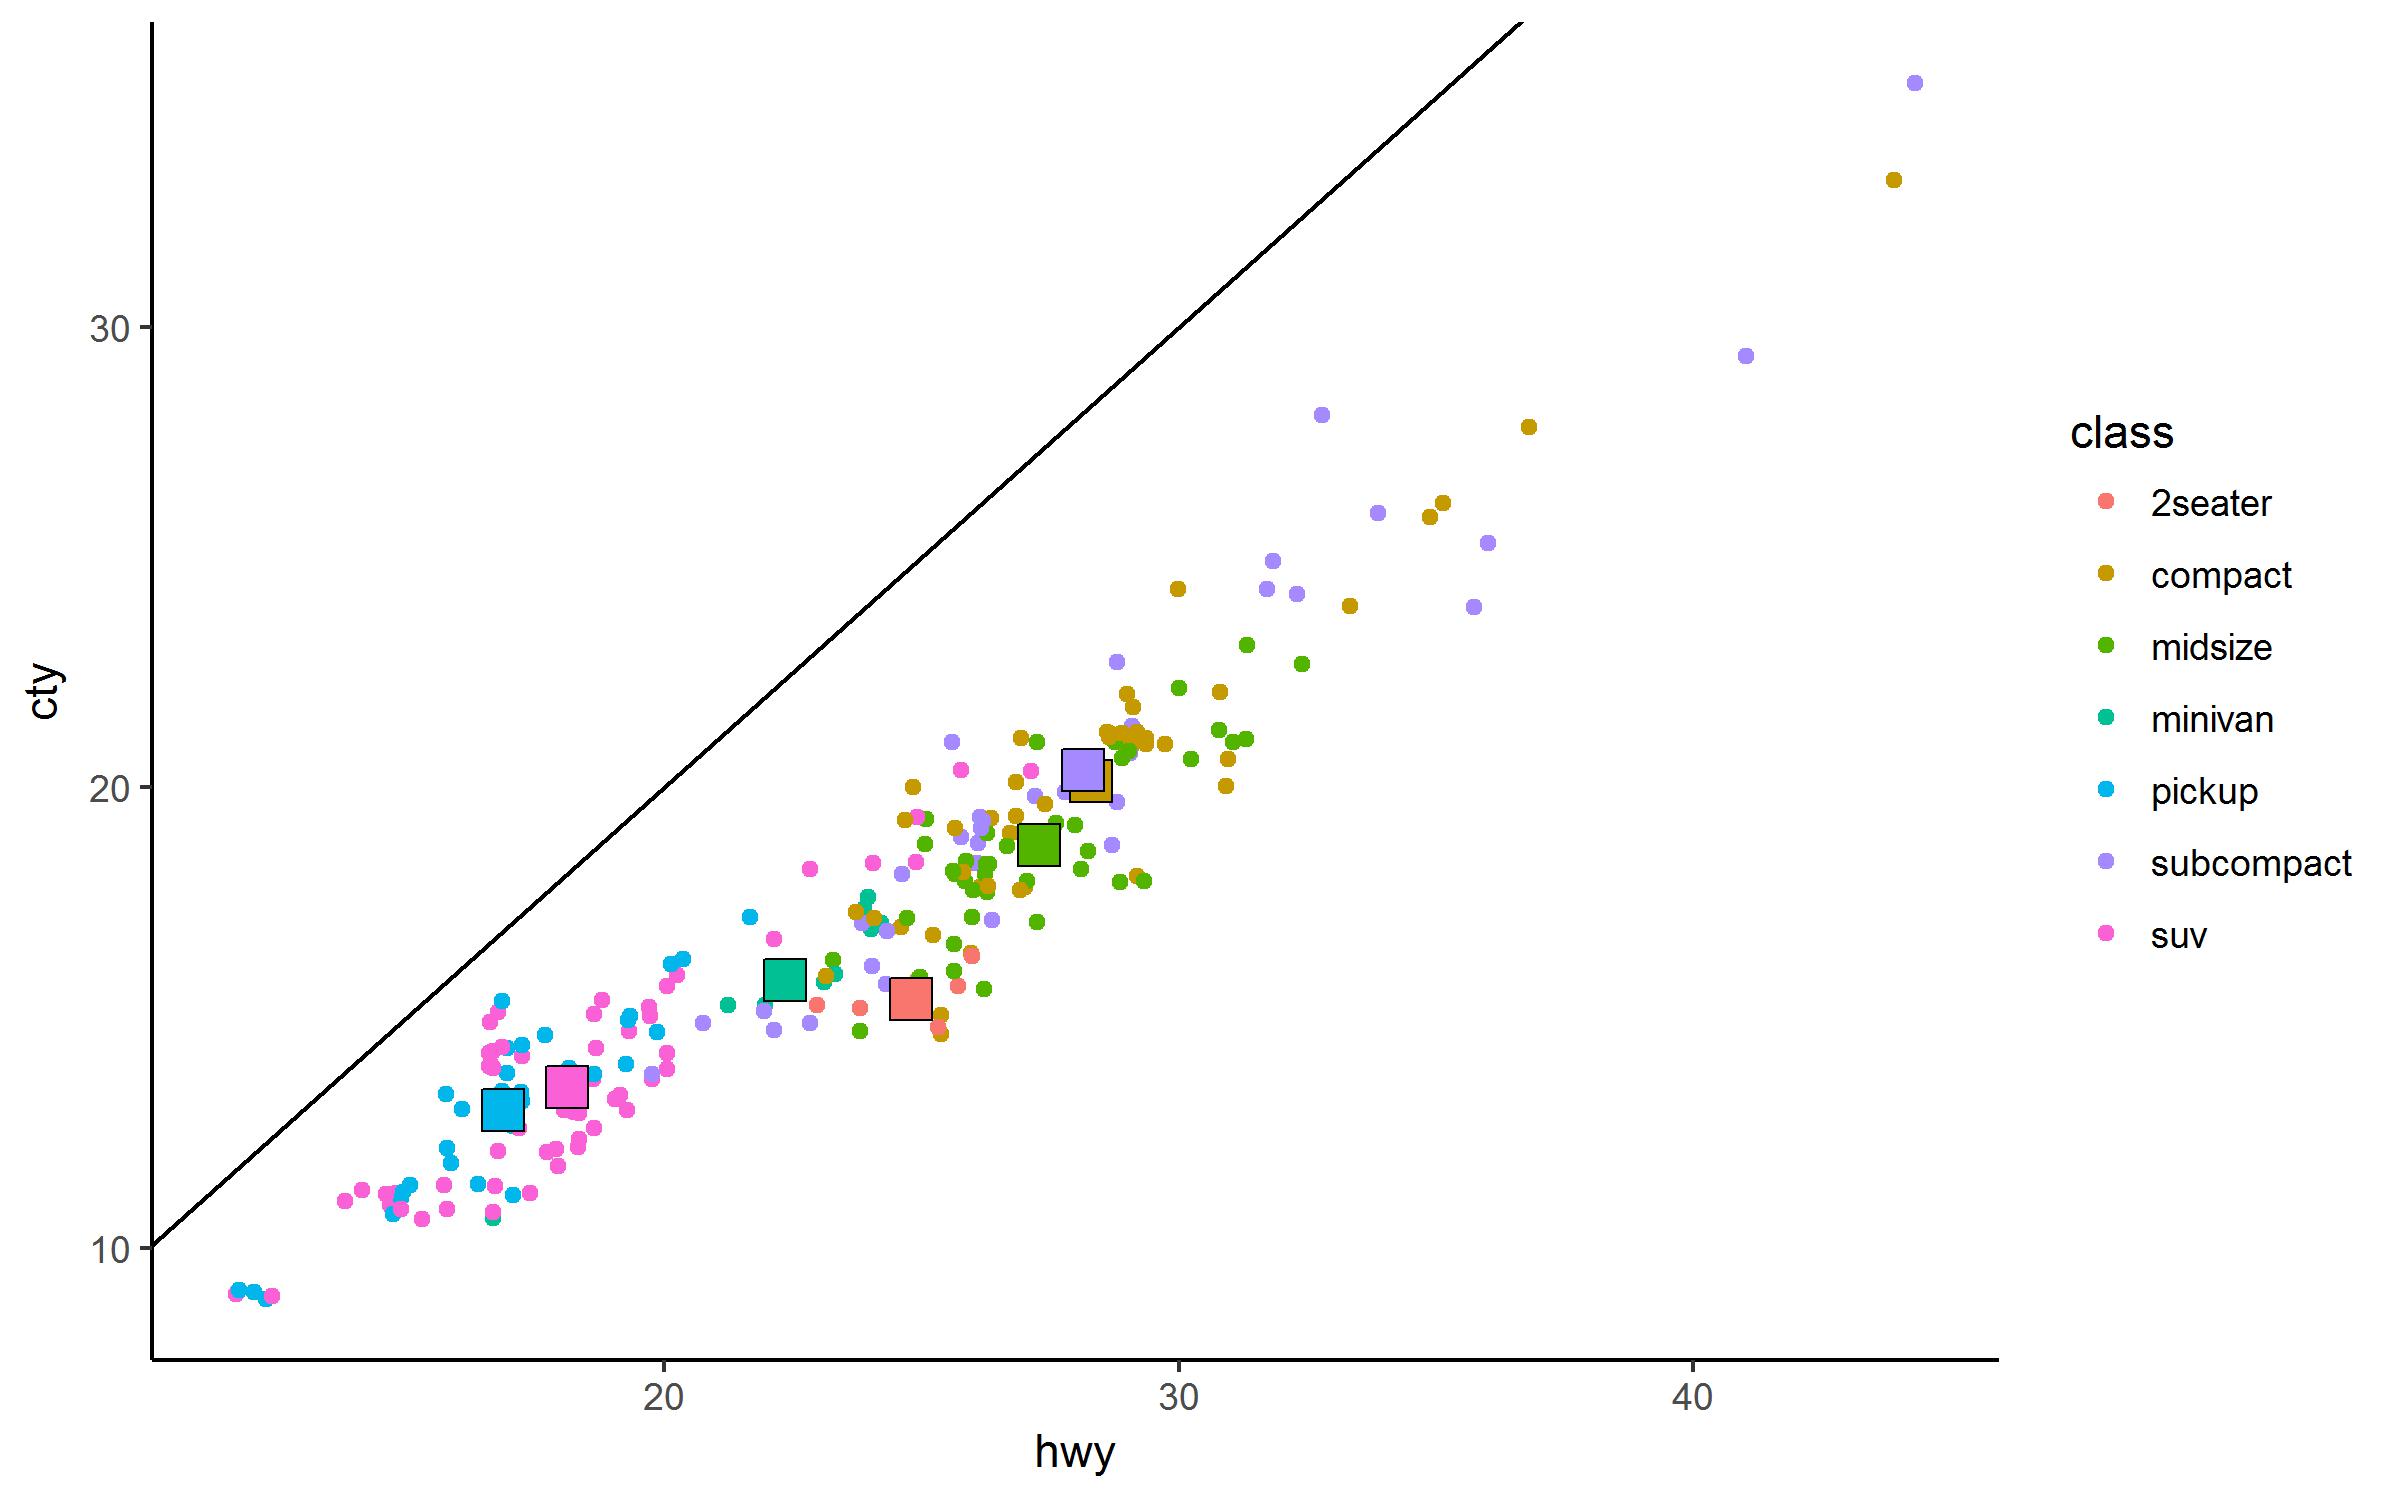 30
20
10
cty
20 30 40
hwy
class
2seater
compact
midsize
minivan
pickup
subcompact
suv